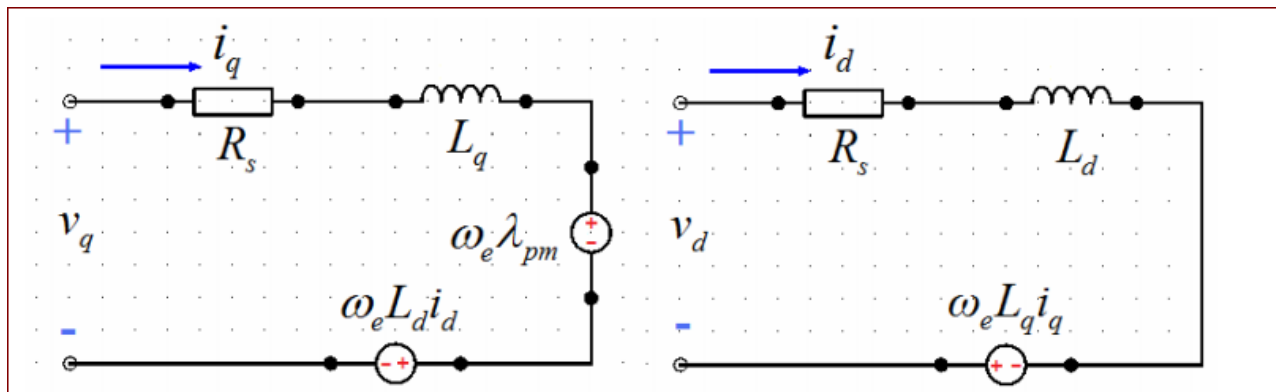 i_q
i_d
+
R_s
L_q
+
R_s
L_d
v_q
+
-
ω_e λ_pm
v_d
ω_e L_d i_d
ω_e L_q i_q
-
- +
-
+ -